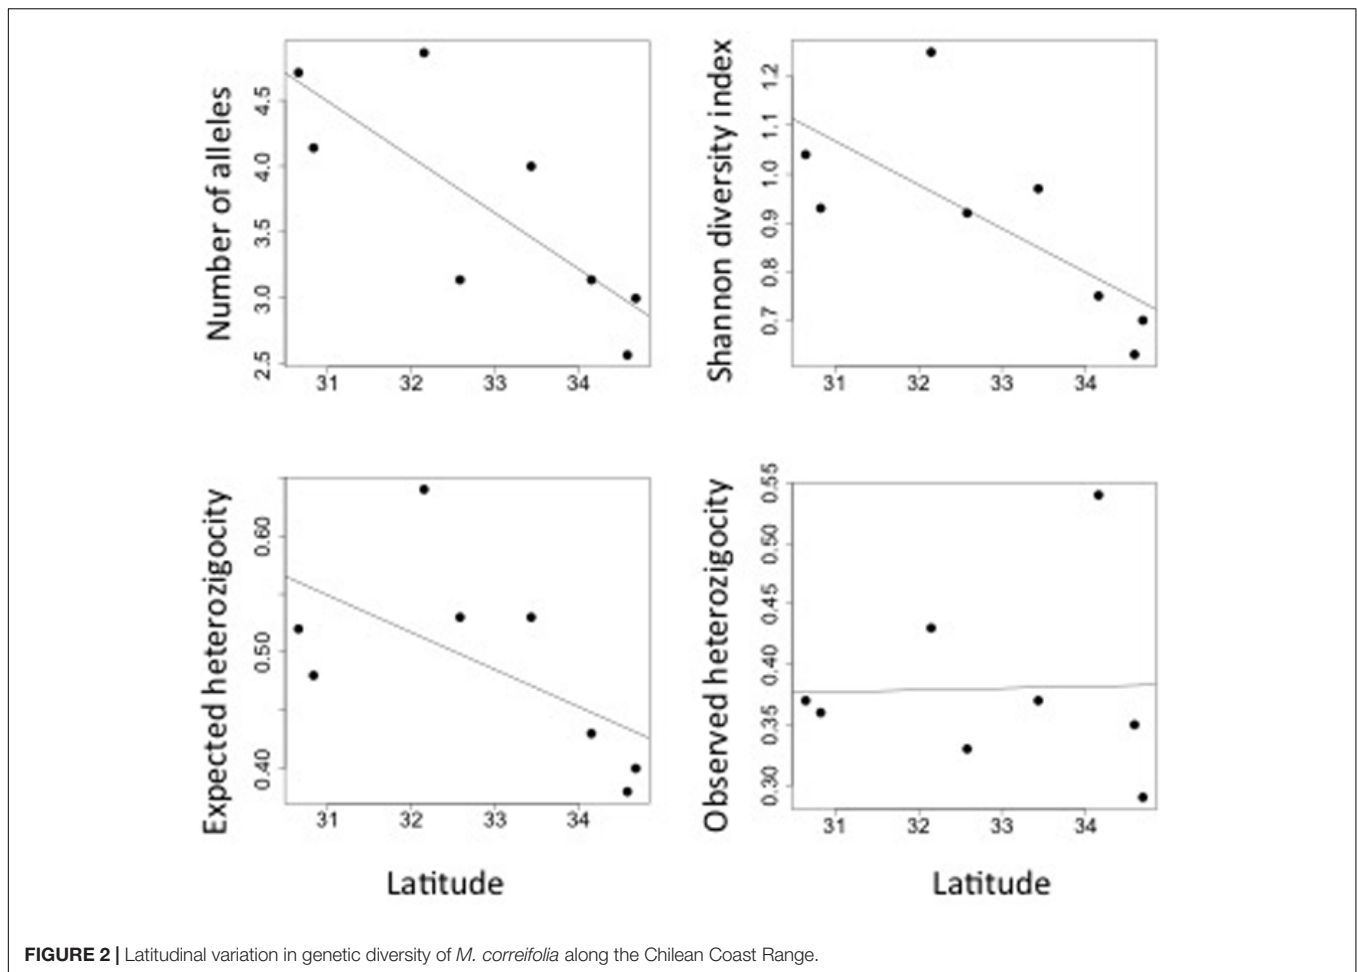 Number of alleles
4.5
4.0
3.5
3.0
2.5
31 32 33 34
Shannon diversity index
1.2
1.1
1.0
0.9
0.8
0.7
31 32 33 34
Expected heterozigocity
0.60
0.50
0.40
31 32 33 34
Latitude
Observed heterozigocity
0.55
0.50
0.45
0.40
0.35
0.30
31 32 33 34
Latitude
FIGURE 2 | Latitudinal variation in genetic diversity of M. correifolia along the Chilean Coast Range.